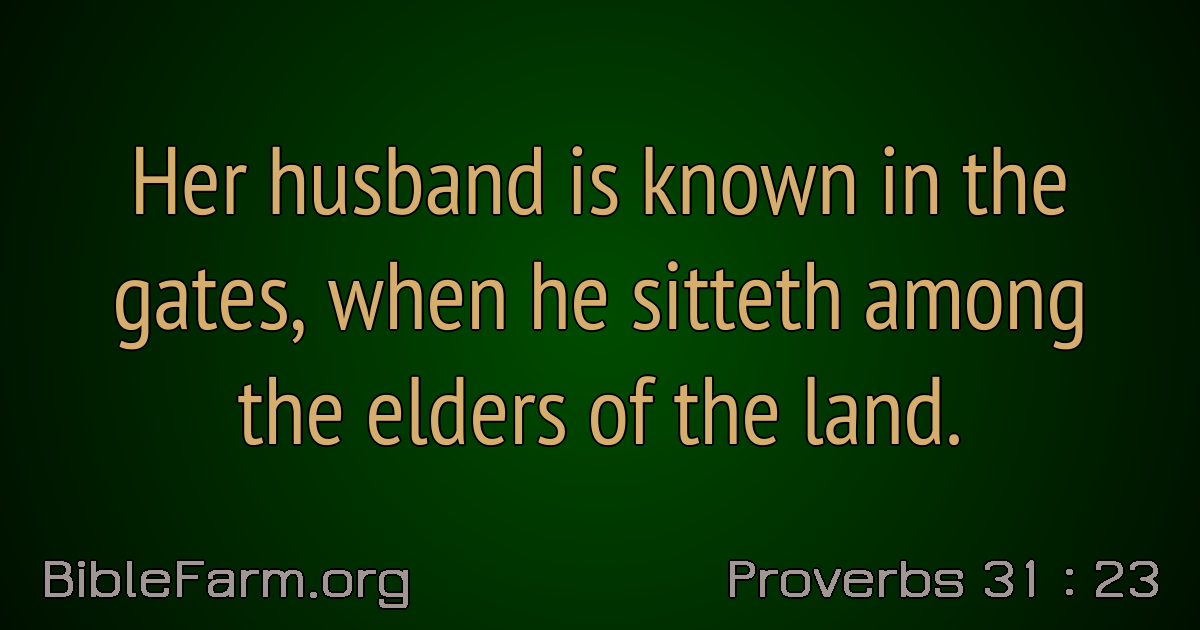 Her husband is known in the
gates, when he sitteth among
the elders of the land.
BibleFarm.org
Proverbs 31 : 23